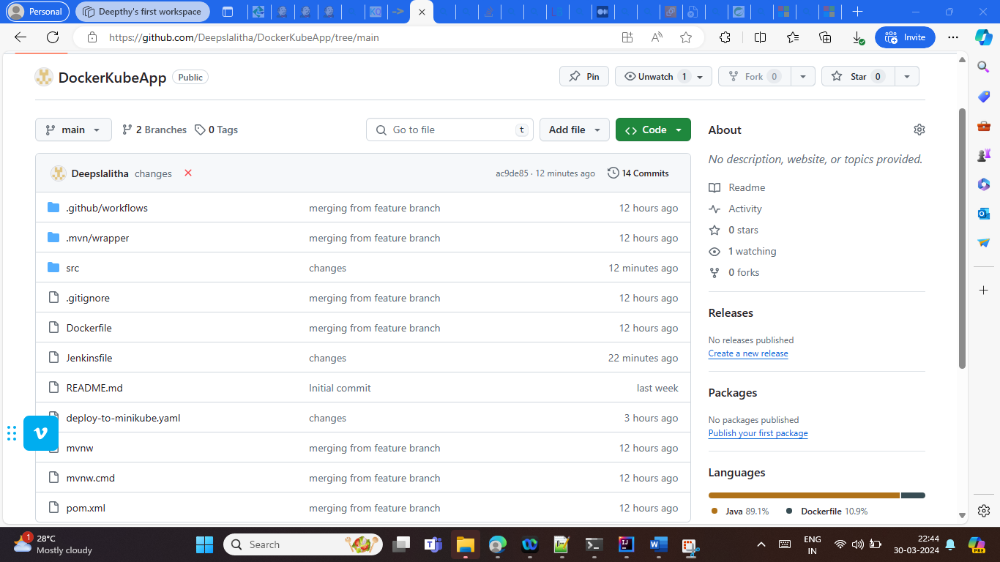 Personal
Deepthy's first workspace
https://github.com/Deepslalitha/DockerKubeApp/tree/main
Invite
DockerKubeApp Public
Pin
Unwatch 1
Fork 0
Star 0
main
2 Branches
0 Tags
Go to file t
Add file
Code
Deepslalitha changes ac9de85 · 12 minutes ago 14 Commits
.github/workflows merging from feature branch 12 hours ago
.mvn/wrapper merging from feature branch 12 hours ago
src changes 12 minutes ago
.gitignore merging from feature branch 12 hours ago
Dockerfile merging from feature branch 12 hours ago
Jenkinsfile changes 22 minutes ago
README.md Initial commit last week
deploy-to-minikube.yaml changes 3 hours ago
mvnw merging from feature branch 12 hours ago
mvnw.cmd merging from feature branch 12 hours ago
pom.xml merging from feature branch 12 hours ago
About
No description, website, or topics provided.
Readme
Activity
0 stars
1 watching
0 forks
Releases
No releases published
Create a new release
Packages
No packages published
Publish your first package
Languages
Java 89.1% Dockerfile 10.9%
1
28°C
Mostly cloudy
Search
ENG
IN
22:44
30-03-2024
PRE